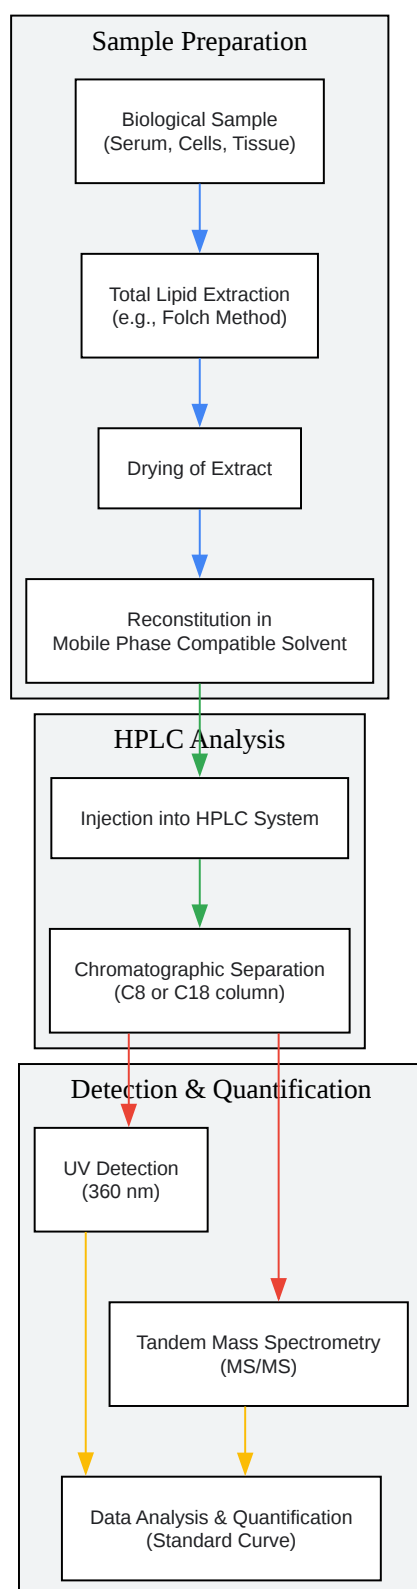 Sample Preparation
Biological Sample
(Serum, Cells, Tissue)
Total Lipid Extraction
(e.g., Folch Method)
Drying of Extract
Reconstitution in
Mobile Phase Compatible Solvent
HPLC Analysis
Injection into HPLC System
Chromatographic Separation
(C8 or C18 column)
Detection & Quantification
UV Detection
(360 nm)
Tandem Mass Spectrometry
(MS/MS)
Data Analysis & Quantification
(Standard Curve)